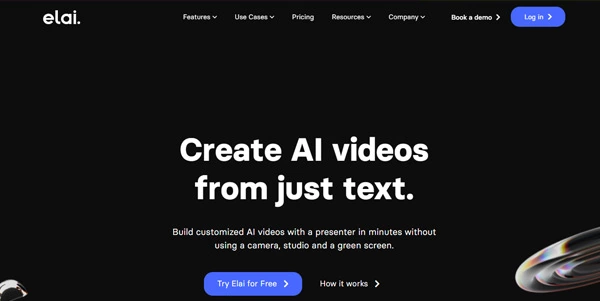 elai.
Features Use Cases Pricing Resources Company Book a demo Log in
Create AI videos
from just text.
Build customized AI videos with a presenter in minutes without
using a camera, studio and a green screen.
Try Elai for Free How it works